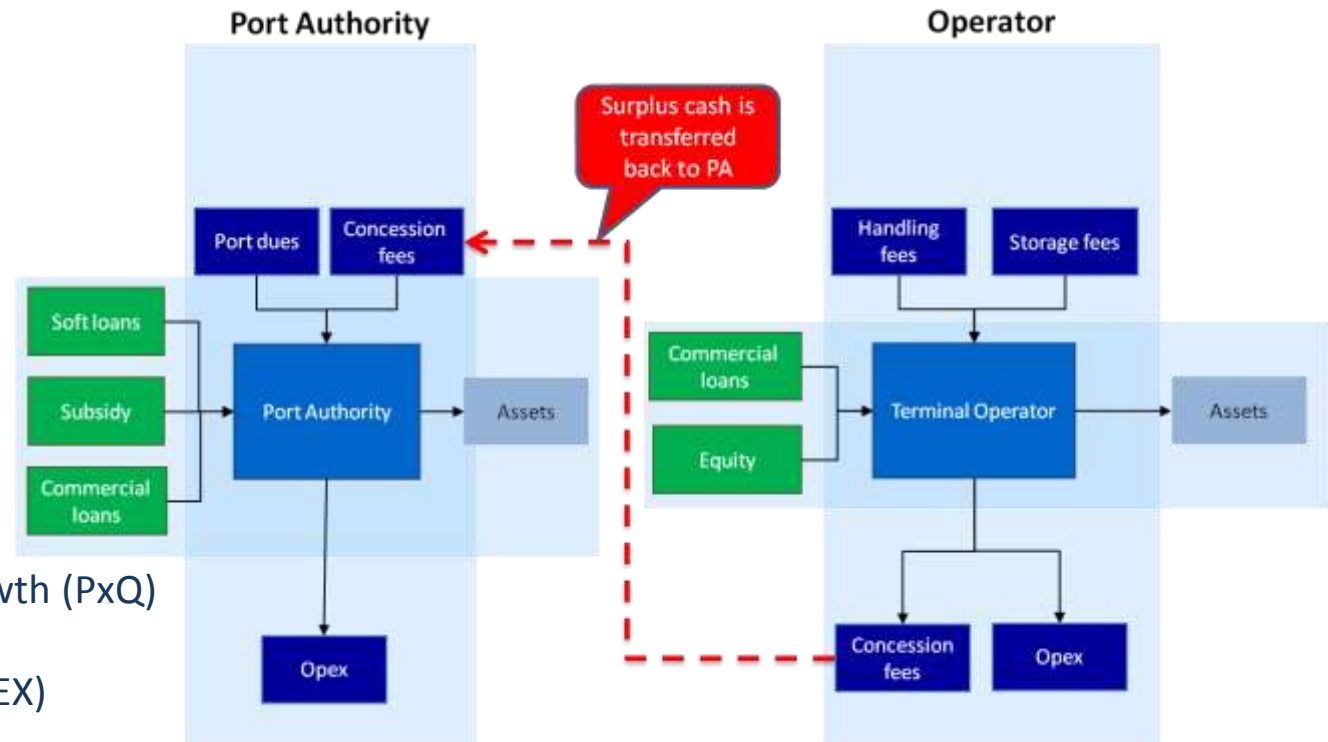 Port Authority
Operator
Surplus cash is
transferred
back to PA
Port dues
Concession
fees
Handling
fees
Storage fees
Soft loans
Subsidy
Commercial
loans
Port Authority
Assets
Commercial
loans
Equity
Terminal Operator
Assets
wth (PxQ)
EX)
Opex
Concession
fees
Opex